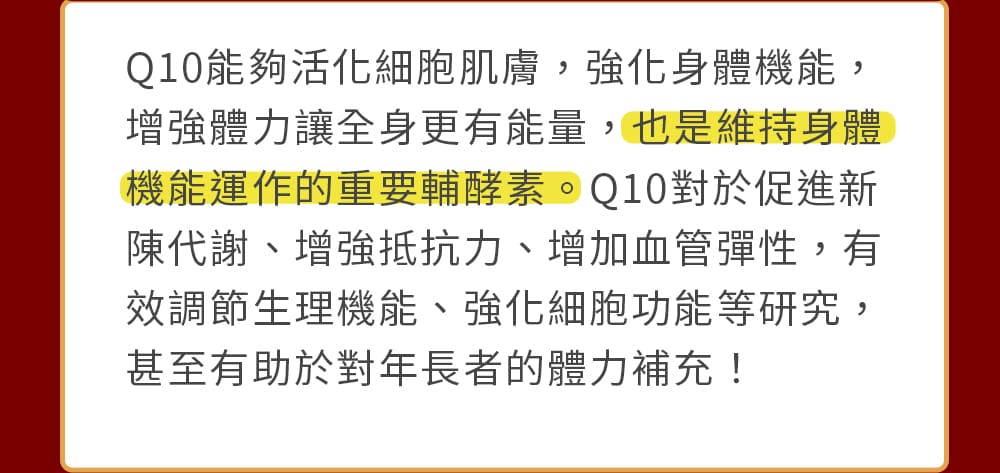 Q10能夠活化細胞肌膚，強化身體機能，
增強體力讓全身更有能量，也是維持身體
機能運作的重要輔酵素。Q10對於促進新
陳代謝、增強抵抗力、增加血管彈性，有
效調節生理機能、強化細胞功能等研究，
甚至有助於對年長者的體力補充！